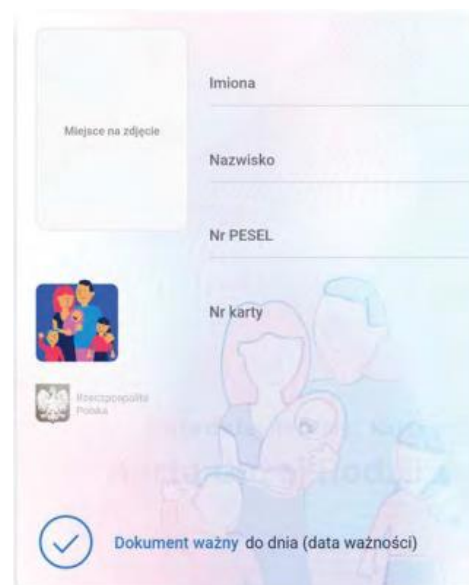 Miejsce na zdjęcie
Imiona
Nazwisko
Nr PESEL
Nr karty
Rzeczpospolita
Polska
Dokument ważny do dnia (data ważności)